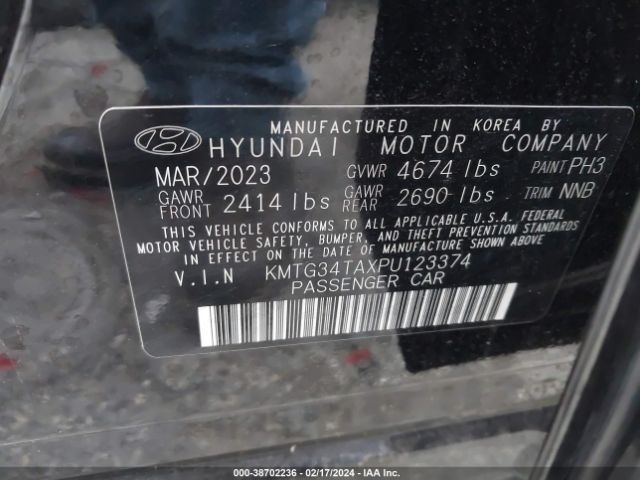 MANUFACTURED IN KOREA BY
HYUNDAI MOTOR COMPANY
MAR/2023 GVWR 4674 lbs PAINT PH3
GAWR FRONT 2414 lbs GAWR REAR 2690 lbs TRIM NNB
THIS VEHICLE CONFORMS TO ALL APPLICABLE U.S.A. FEDERAL
MOTOR VEHICLE SAFETY, BUMPER, AND THEFT PREVENTION
STANDARDS IN EFFECT ON THE DATE OF MANUFACTURE SHOWN ABOVE.
V.I.N KMTG34TAXPU123374
PASSENGER CAR
000-38702236 - 02/17/2024 - IAA Inc.